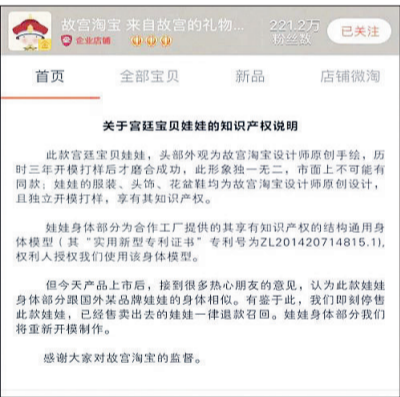 故宫淘宝 来自故宫的礼物...
企业店铺
221.2万
粉丝数
已关注
首页 全部宝贝 新品 店铺微淘
关于宫廷宝贝娃娃的知识产权说明
此款宫廷宝贝娃娃，头部外观为故宫淘宝设计师原创手绘，历
时三年开模打样后才磨合成功，此形象独一无二，市面上不可能有
同款；娃娃的服装、头饰、花盆鞋均为故宫淘宝原创设计，
且独立开模打样，享有其知识产权。
娃娃身体部分为合作工厂提供的其享有知识产权的结构通用身
体模型（其“实用新型专利证书”专利号为ZL201420714815.1),
权利人授权我们使用该身体模型。
但今天产品上市后，接到很多热心朋友的意见，认为此款娃娃
身体部分跟国外某品牌娃娃的身体相似。有鉴于此，我们即刻停售
此款娃娃，已经售卖出去的娃娃一律退款召回。娃娃身体部分我们
将重新开模制作。
感谢大家对故宫淘宝的监督。